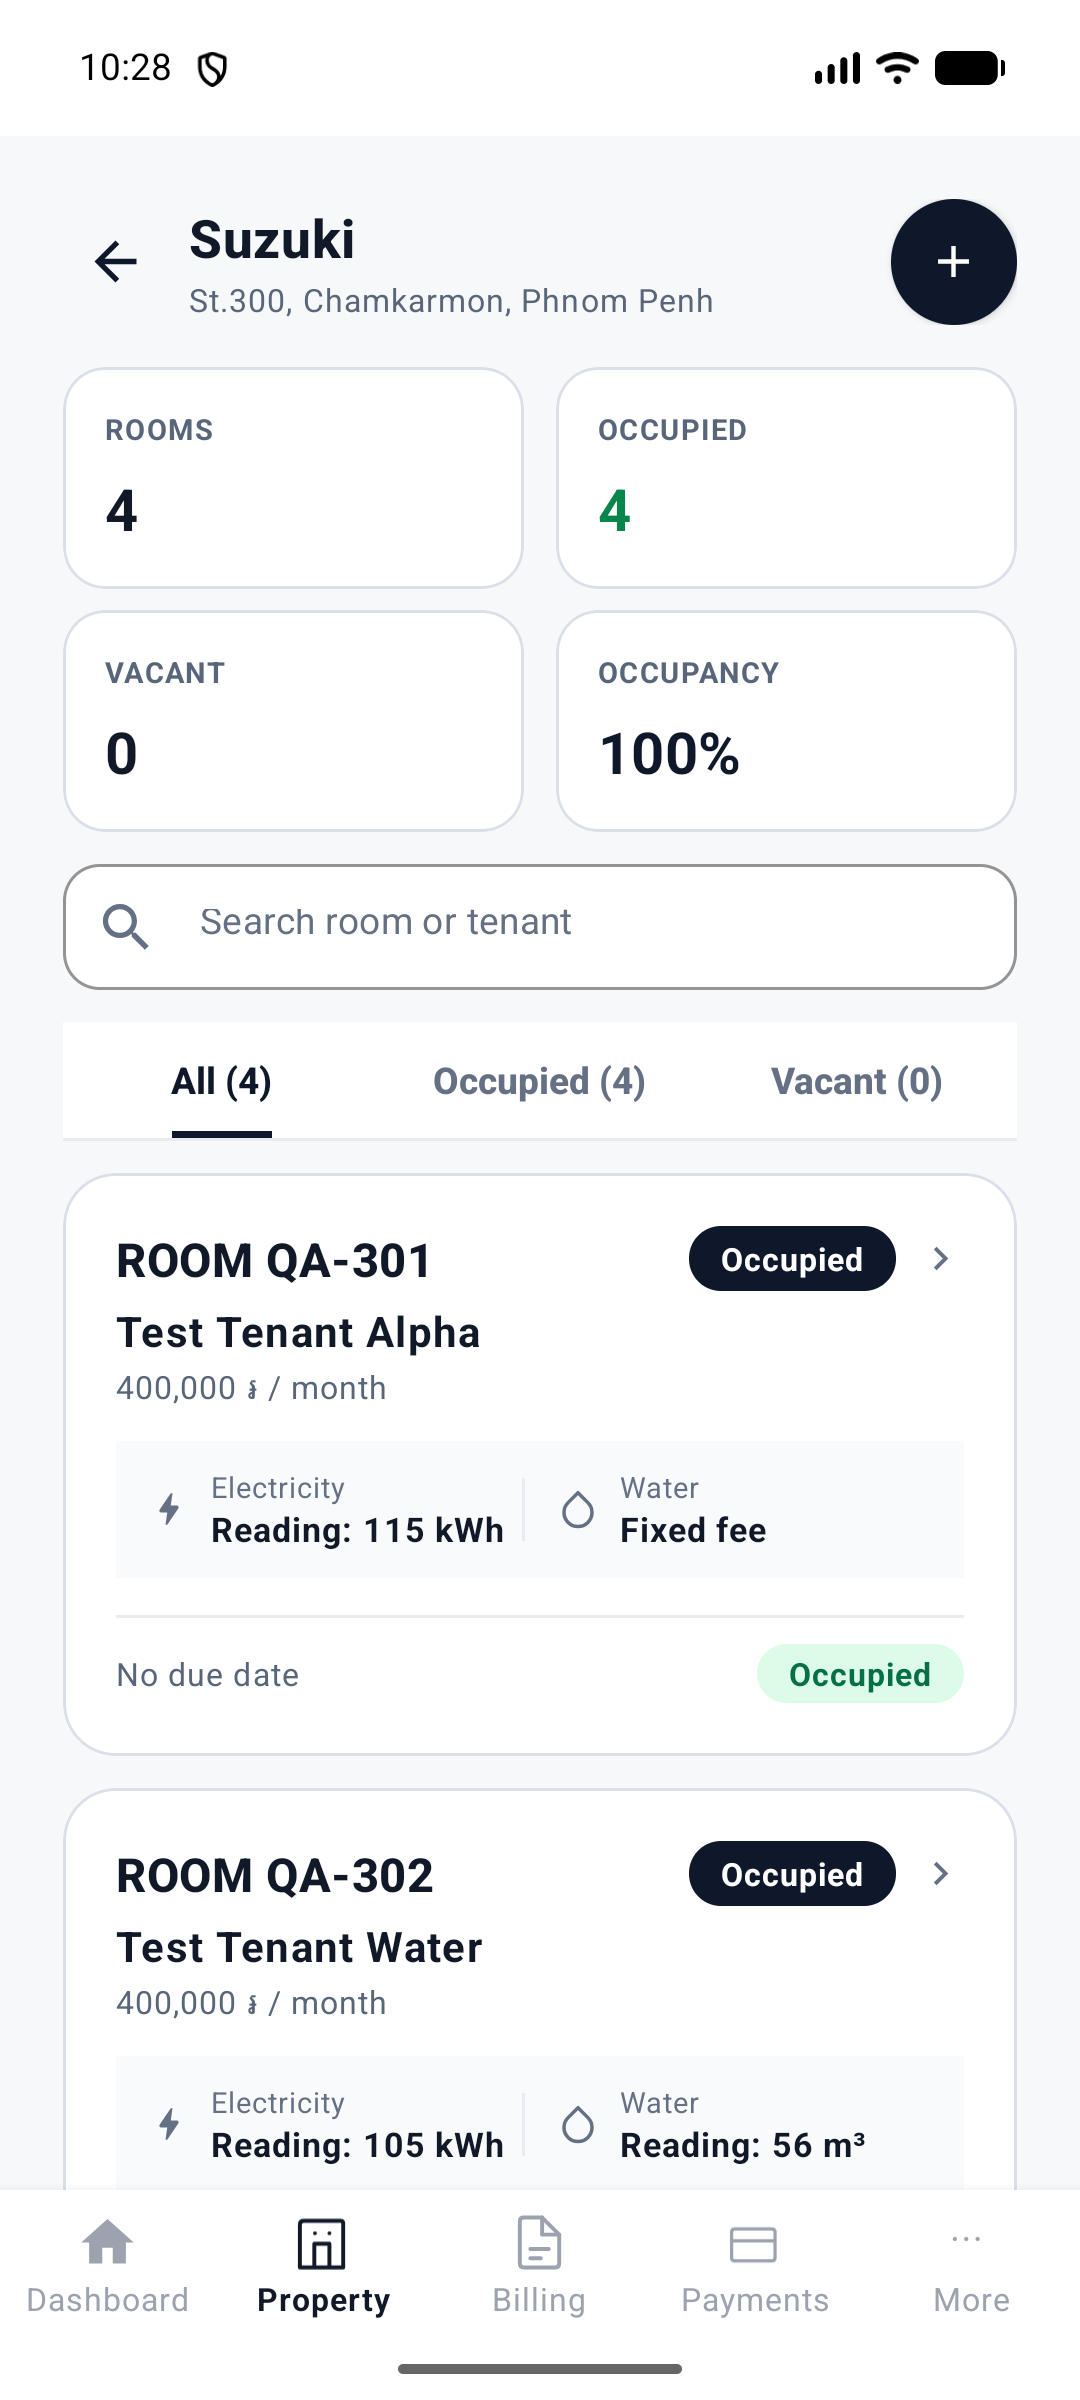 10:28
Suzuki
St.300, Chamkarmon, Phnom Penh
ROOMS
4
OCCUPIED
4
VACANT
0
OCCUPANCY
100%
Search room or tenant
All (4)
Occupied (4)
Vacant (0)
ROOM QA-301
Occupied
Test Tenant Alpha
400,000 ៛ / month
Electricity
Reading: 115 kWh
Water
Fixed fee
No due date
Occupied
ROOM QA-302
Occupied
Test Tenant Water
400,000 ៛ / month
Electricity
Reading: 105 kWh
Water
Reading: 56 m³
Dashboard
Property
Billing
Payments
More